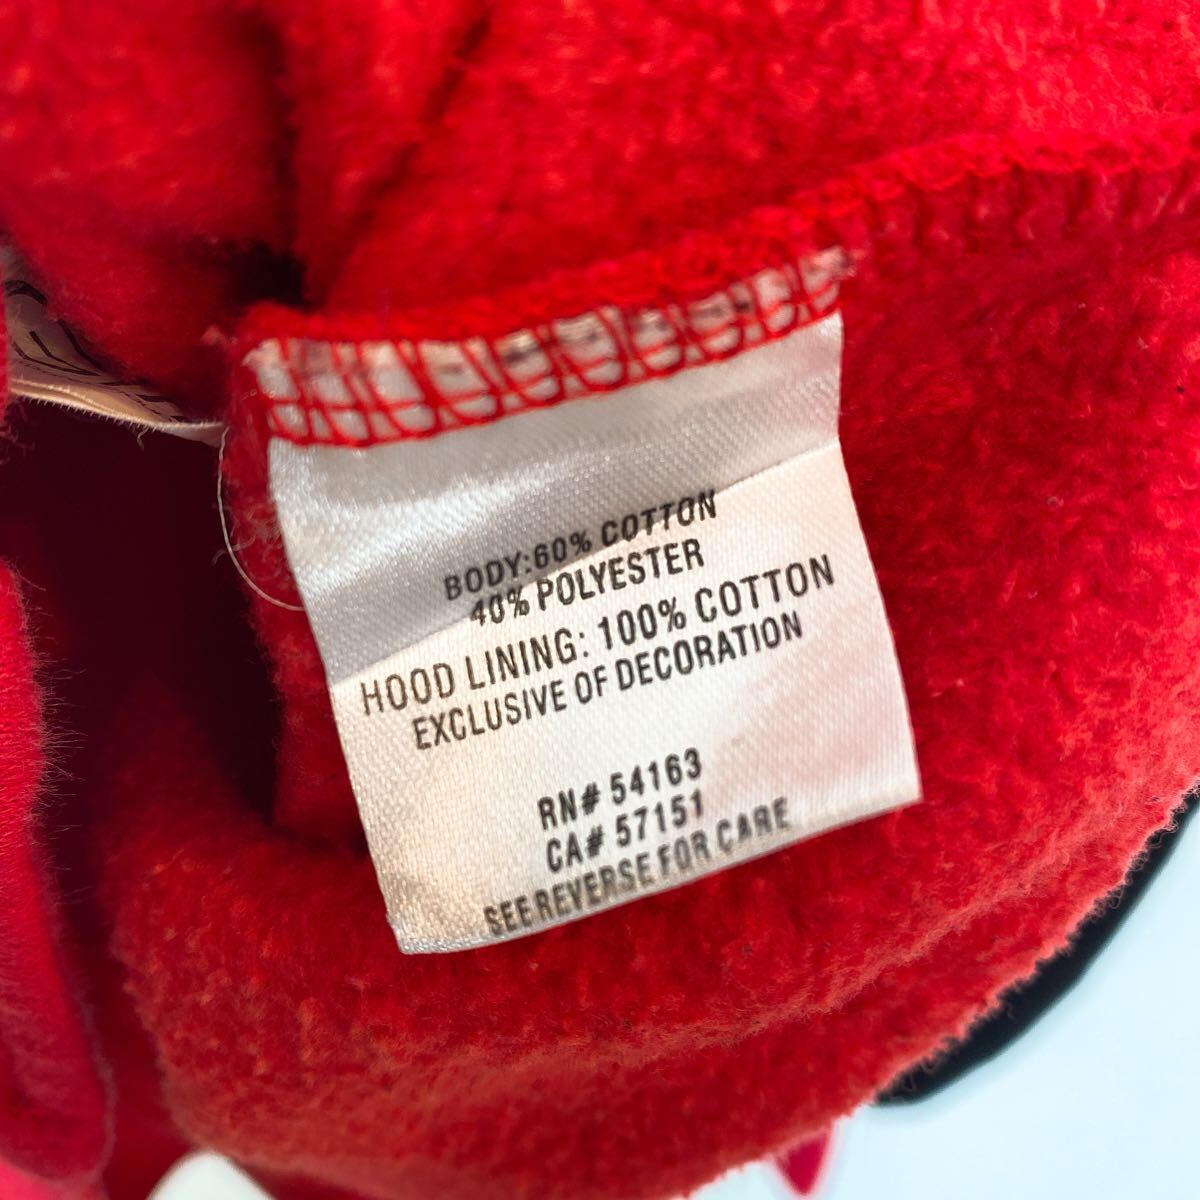 BODY:60% COTTON
40% POLYESTER
HOOD LINING: 100% COTTON
EXCLUSIVE OF DECORATION
RN# 54163
CA# 57151
SEE REVERSE FOR CARE